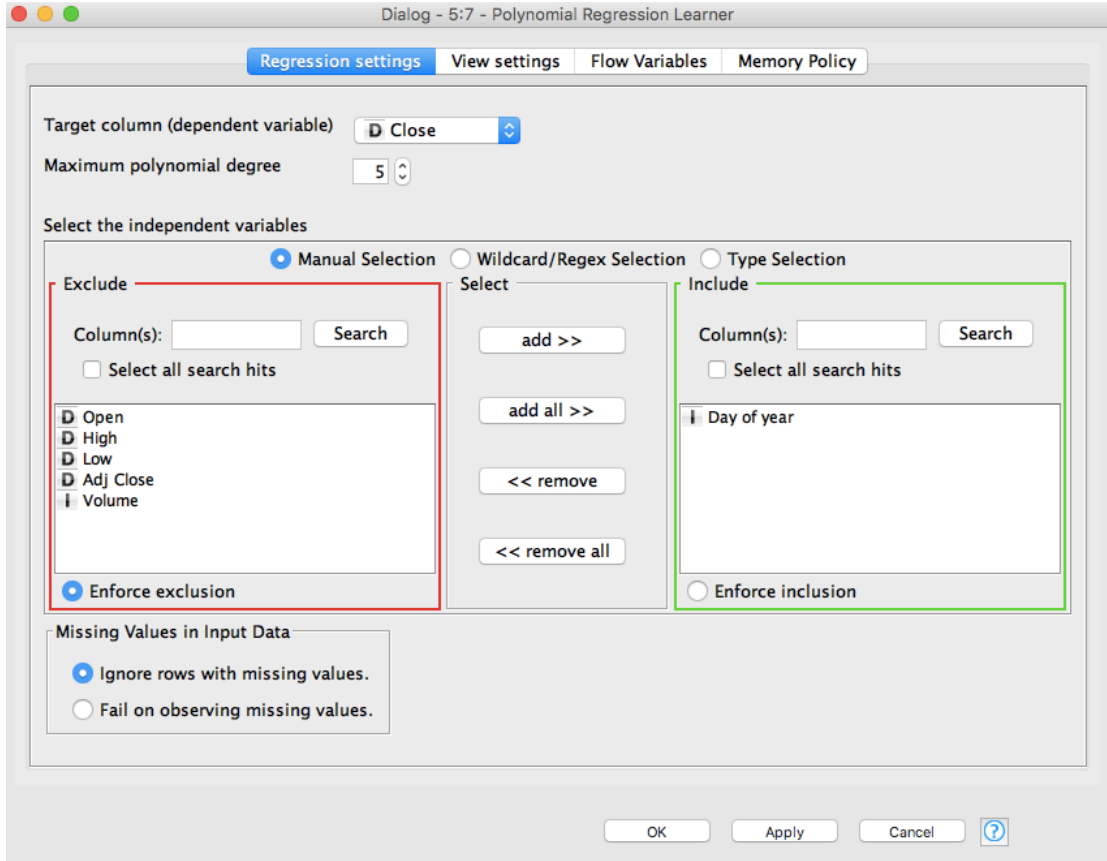 Dialog - 5:7 - Polynomial Regression Learner
Regression settings View settings Flow Variables Memory Policy
Target column (dependent variable) D Close
Maximum polynomial degree 5
Select the independent variables
Manual Selection Wildcard/Regex Selection Type Selection
Exclude Select Include
Column(s): Search add >> Column(s): Search
Select all search hits Select all search hits
add all >>
D Open I Day of year
D High
D Low
D Adj Close << remove
I Volume
<< remove all
Enforce exclusion Enforce inclusion
Missing Values in Input Data
Ignore rows with missing values.
Fail on observing missing values.
OK Apply Cancel ?